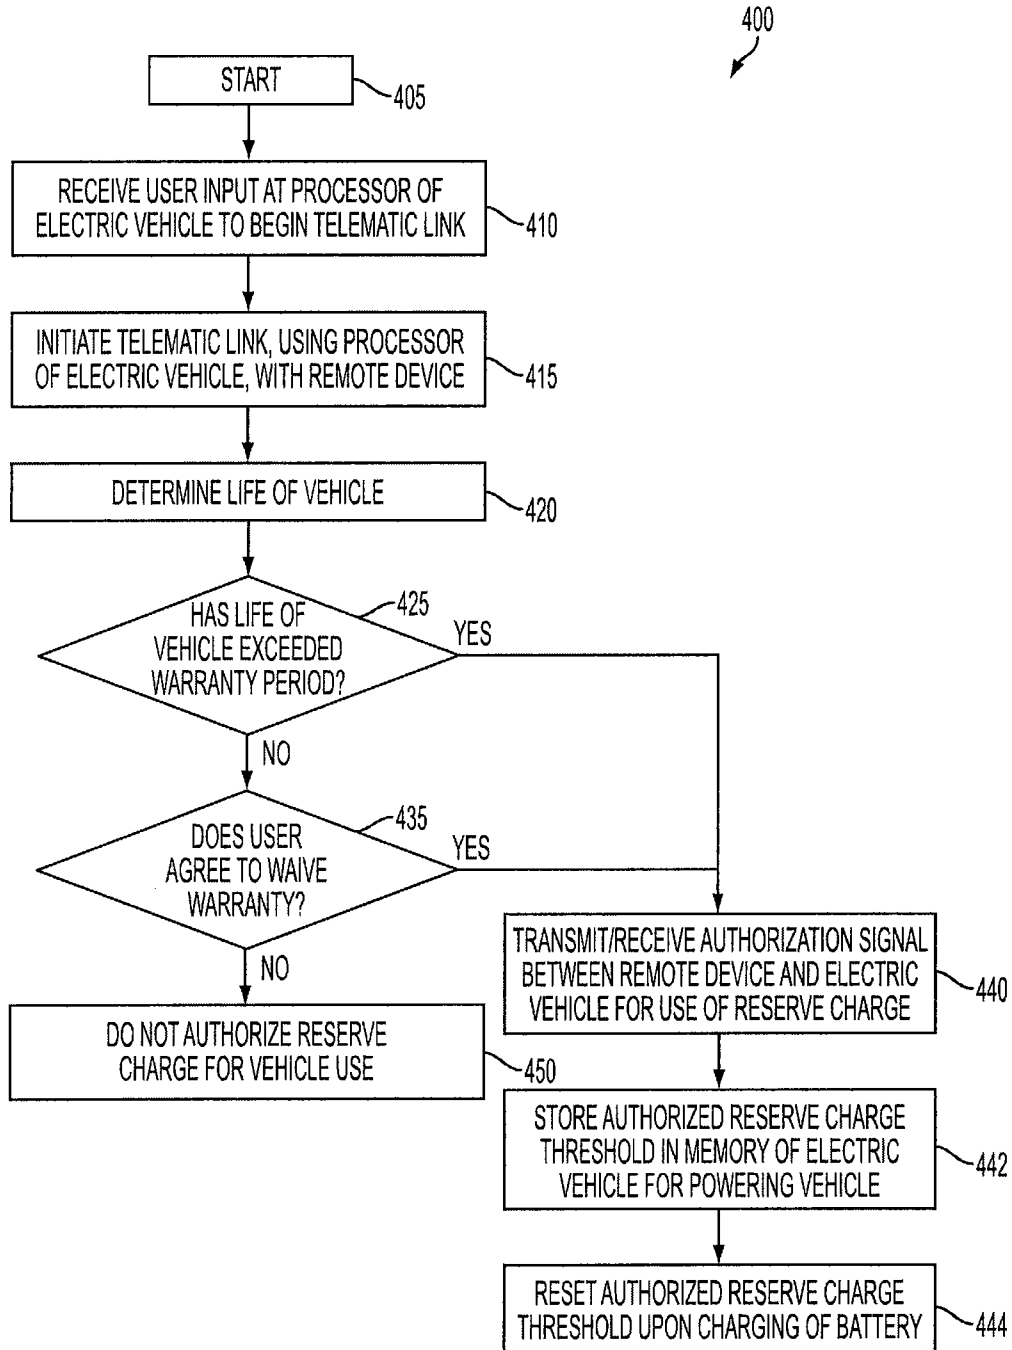 400
START
405
RECEIVE USER INPUT AT PROCESSOR OF
ELECTRIC VEHICLE TO BEGIN TELEMATIC LINK
410
INITIATE TELEMATIC LINK, USING PROCESSOR
OF ELECTRIC VEHICLE, WITH REMOTE DEVICE
415
DETERMINE LIFE OF VEHICLE
420
HAS LIFE OF
VEHICLE EXCEEDED
WARRANTY PERIOD?
425
YES
NO
DOES USER
AGREE TO WAIVE
WARRANTY?
435
YES
NO
DO NOT AUTHORIZE RESERVE
CHARGE FOR VEHICLE USE
450
TRANSMIT/RECEIVE AUTHORIZATION SIGNAL
BETWEEN REMOTE DEVICE AND ELECTRIC
VEHICLE FOR USE OF RESERVE CHARGE
440
STORE AUTHORIZED RESERVE CHARGE
THRESHOLD IN MEMORY OF ELECTRIC
VEHICLE FOR POWERING VEHICLE
442
RESET AUTHORIZED RESERVE CHARGE
THRESHOLD UPON CHARGING OF BATTERY
444